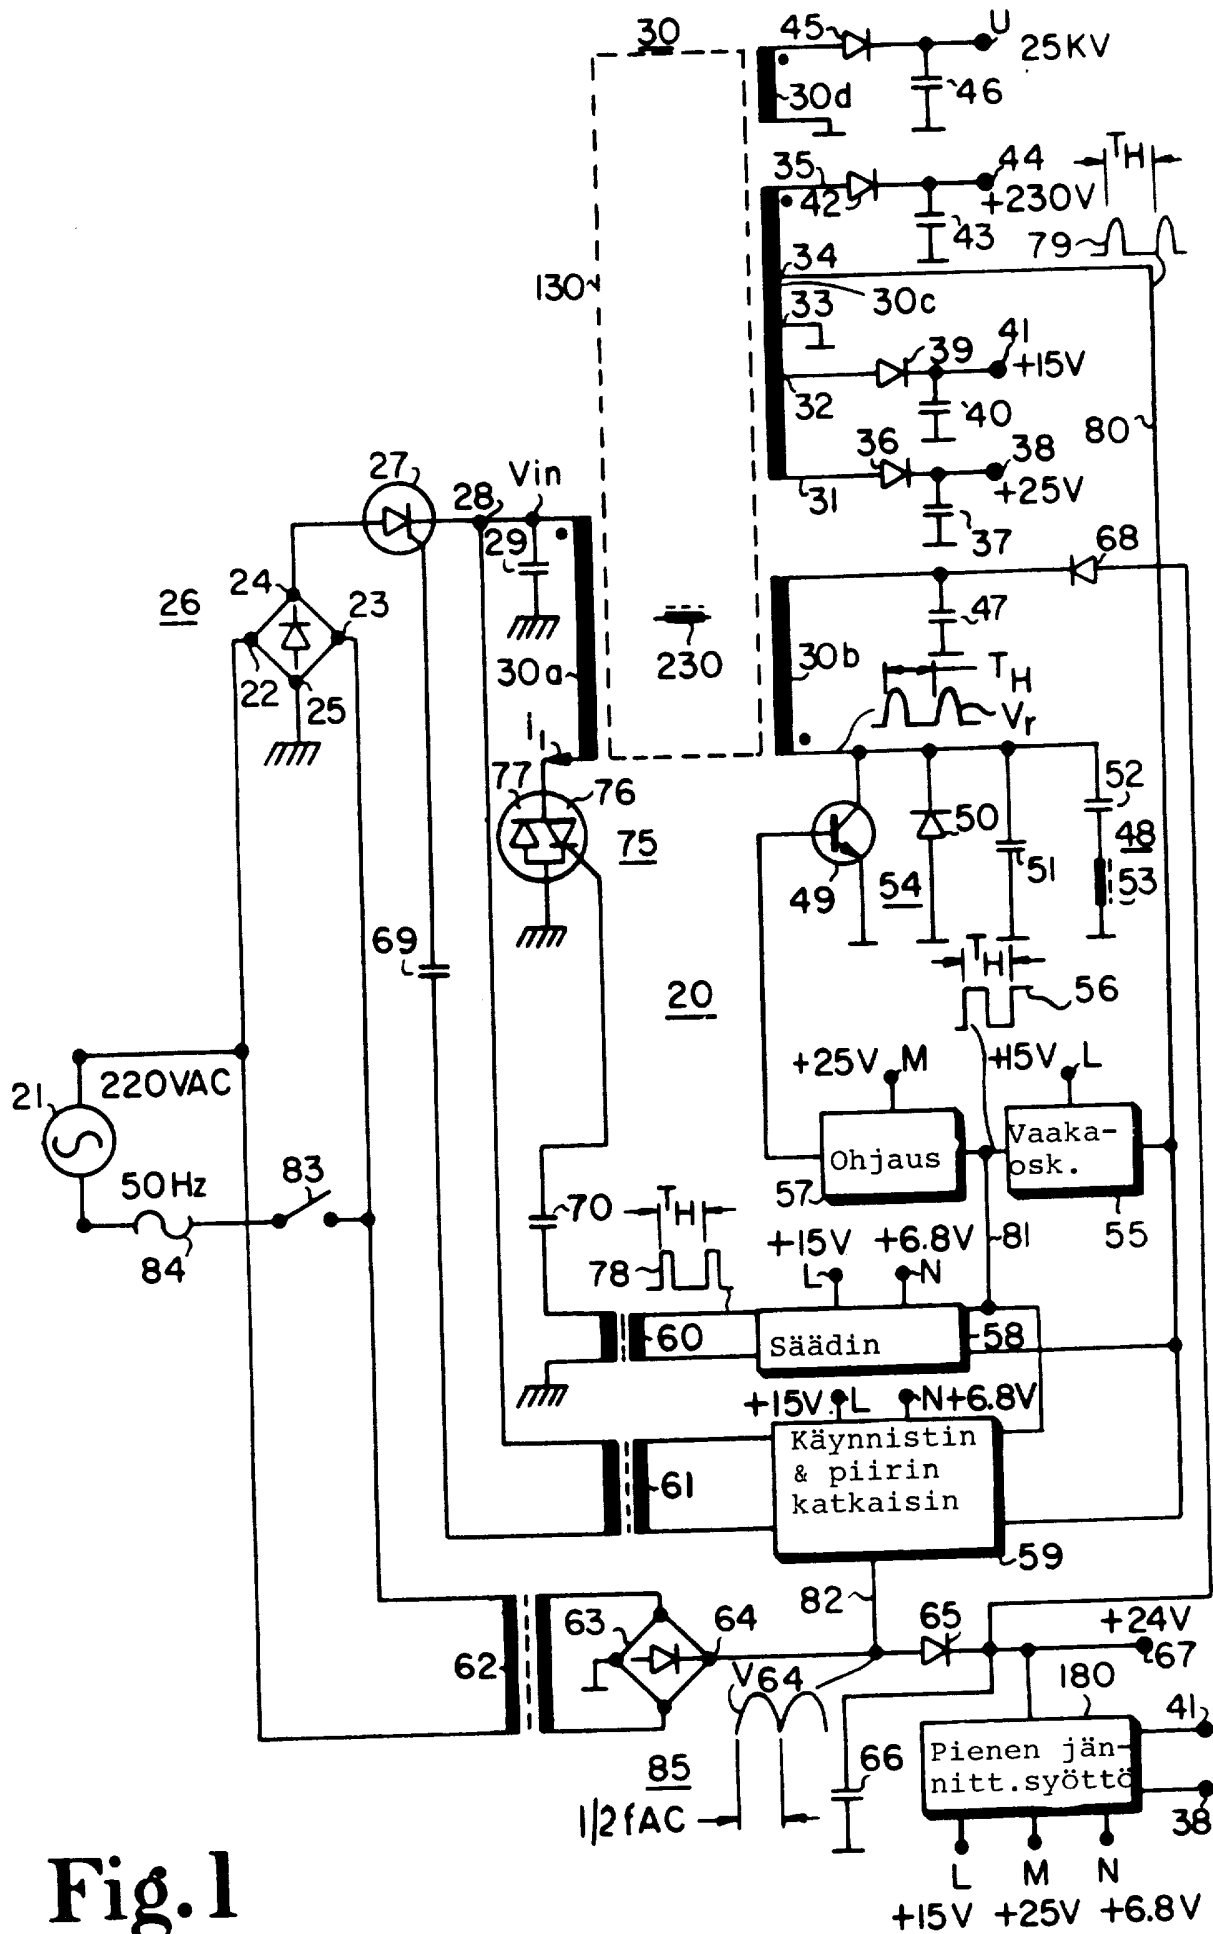 30
45
U
25KV
30d
46
TH
35
44
42
+230V
43
79
34
130
30c
33
39
41
+15V
32
40
80
36
38
27
Vin
+25V
28
31
37
29
68
24
26
23
47
230
30b
TH
30a
22
25
Vr
i1
77
76
52
50
48
75
51
53
49
54
69
TH
20
56
+25V
M
+15V
L
220VAC
21
Vaaka-
osk.
Ohjaus
83
50Hz
57
70
TH
55
+15V
+6.8V
81
84
78
L
N
60
Säädin
58
+15V
L
N+6.8V
Käynnistin
& piirin
katkaisin
61
59
82
63
64
65
+24V
67
62
V64
180
41
Pienen jän-
nitt.syöttö
66
85
1/2fAC
38
L
M
N
Fig.1
+15V
+25V
+6.8V